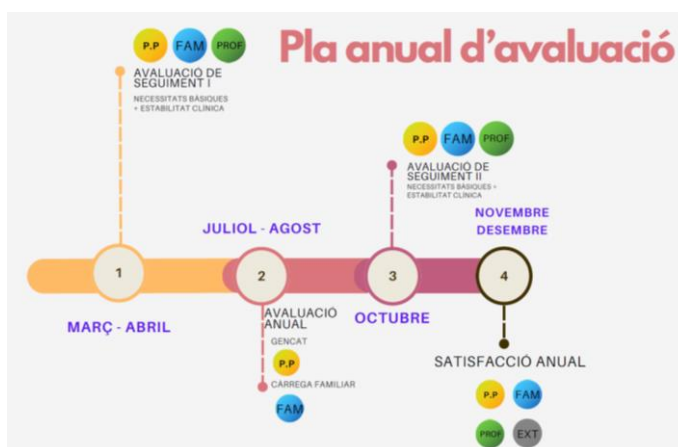 Pla anual d'avaluació
P.P FAM PROF
AVALUACIÓ DE
SEGUIMENT I
NECESSITATS BÀSIQUES
+ ESTABILITAT CLÍNICA
P.P FAM PROF
AVALUACIÓ DE
SEGUIMENT II
NECESSITATS BÀSIQUES +
ESTABILITAT CLÍNICA
NOVEMBRE
DESEMBRE
JULIOL - AGOST
1
2
3
4
MARÇ - ABRIL
AVALUACIÓ
ANUAL
GENCAT
P.P
CÀRREGA FAMILIAR
FAM
OCTUBRE
SATISFACCIÓ ANUAL
P.P FAM
PROF EXT